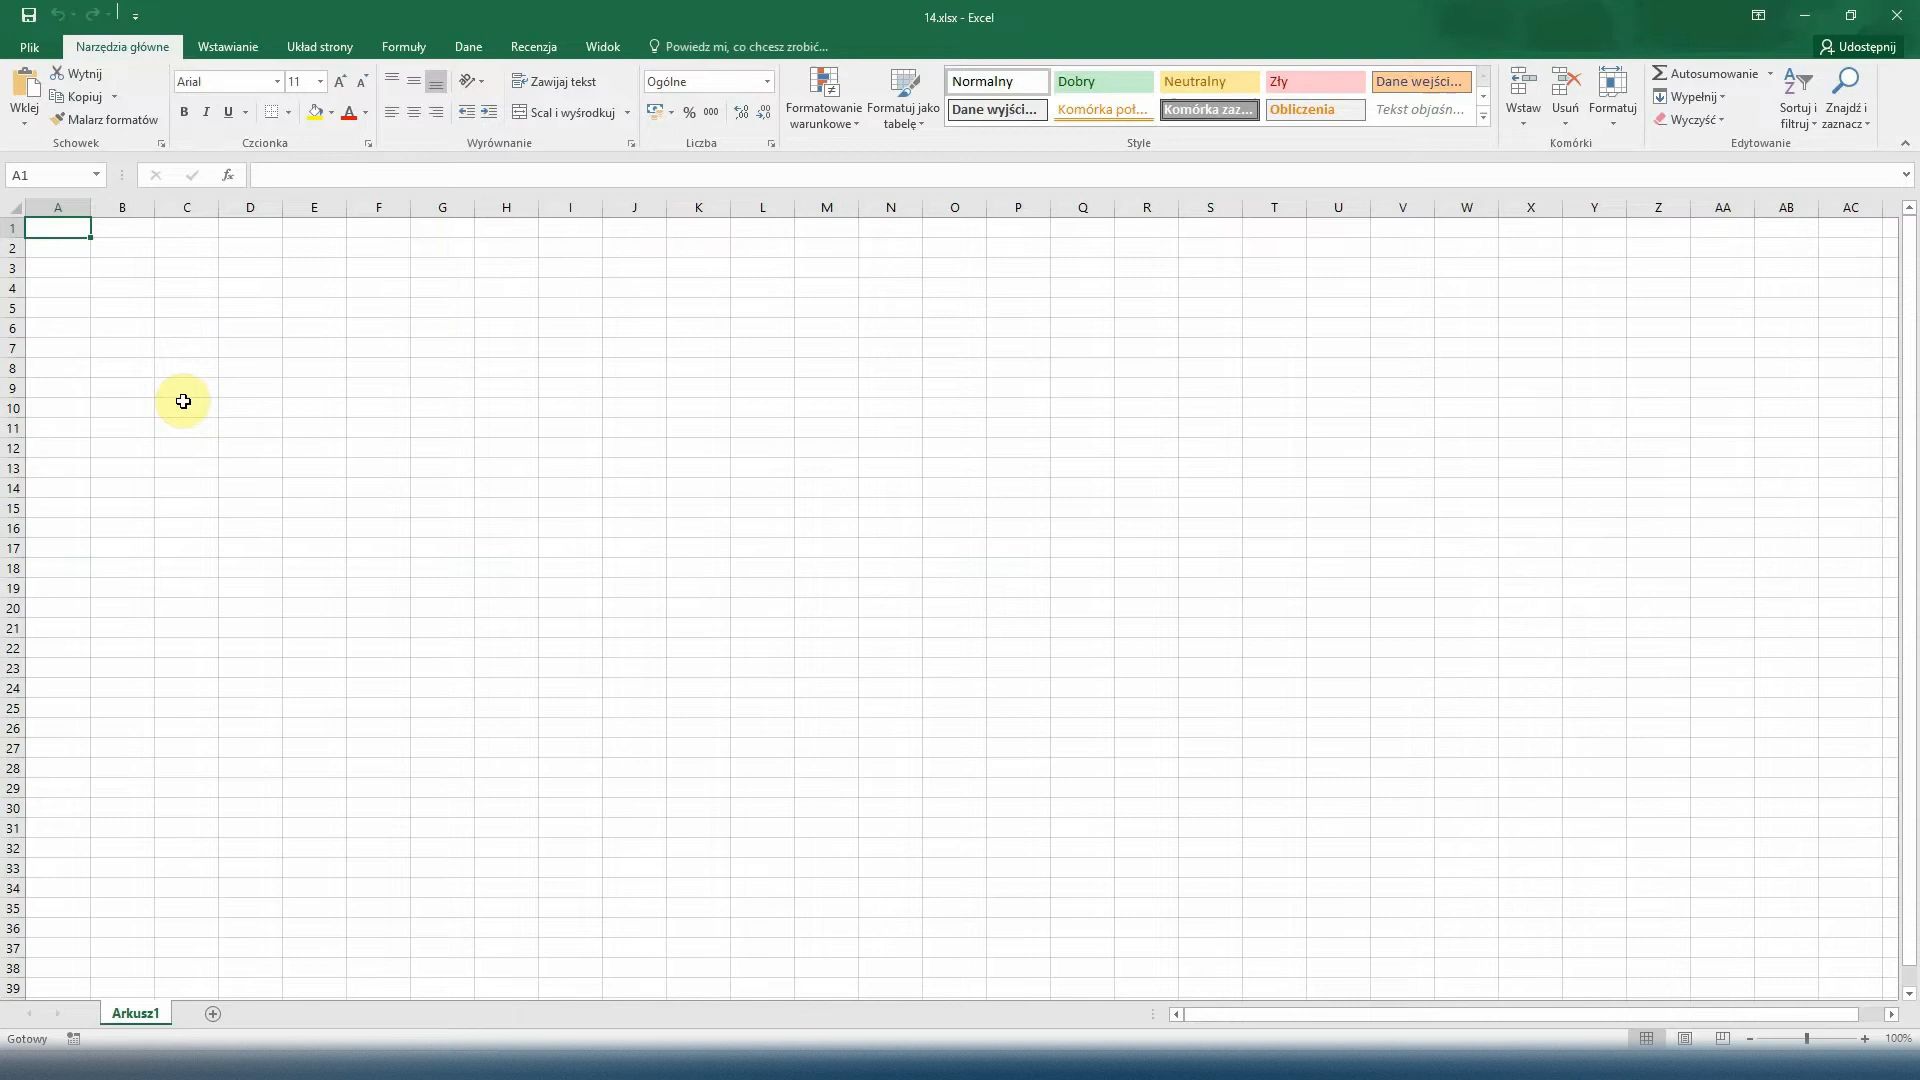 14.xlsx - Excel
Plik Narzędzia główne Wstawianie Układ strony Formuły Dane Recenzja Widok Powiedz mi, co chcesz zrobić... Udostępnij
Wklej
Wytnij
Kopiuj
Malarz formatów
Schowek
Arial 11
B I U A
Czcionka
Zawijaj tekst
Scal i wyśrodkuj
Wyrównanie
Ogólne
% 000
Liczba
Formatowanie warunkowe
Formatuj jako tabelę
Normalny Dobry Neutralny Zły Dane wejści...
Dane wyjści... Komórka poł... Komórka zaz... Obliczenia Tekst objaśn...
Style
Wstaw Usuń Formatuj
Komórki
Autosumowanie
Wypełnij
Wyczyść
Sortuj i filtruj
Znajdź i zaznacz
Edytowanie
A1 fx
A B C D E F G H I J K L M N O P Q R S T U V W X Y Z AA AB AC
1
2
3
4
5
6
7
8
9
10
11
12
13
14
15
16
17
18
19
20
21
22
23
24
25
26
27
28
29
30
31
32
33
34
35
36
37
38
39
Arkusz1
Gotowy 100%